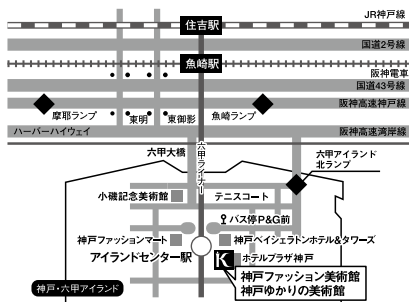 JR神戸線
住吉駅
国道2号線
魚崎駅
阪神電車
国道43号線
阪神高速神戸線
摩耶ランプ
東明
東御影
魚崎ランプ
ハーバーハイウェイ
阪神高速湾岸線
六甲ライナー
六甲大橋
六甲アイランド
北ランプ
小磯記念美術館
テニスコート
バス停P&G前
神戸ファッションマート
神戸ベイシェラトンホテル&タワーズ
アイランドセンター駅
K
ホテルプラザ神戸
神戸ファッション美術館
神戸ゆかりの美術館
神戸・六甲アイランド